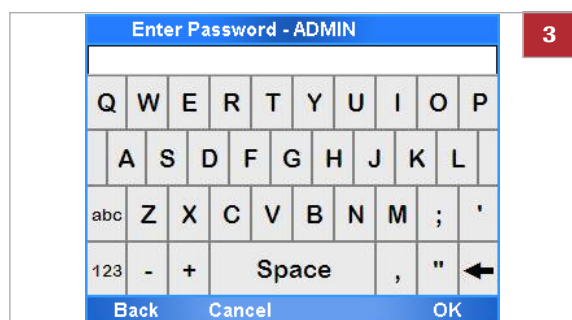 Enter Password - ADMIN
3
Q W E R T Y U I O P
A S D F G H J K L
abc Z X C V B N M ; '
123 - + Space , "
Back Cancel OK